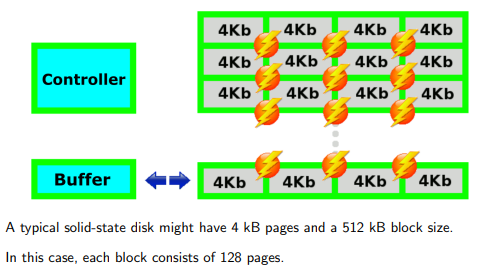 4Kb 4Kb 4Kb 4Kb
4Kb 4Kb 4Kb 4Kb
Controller
4Kb 4Kb 4Kb 4Kb
Buffer
4Kb 4Kb 4Kb 4Kb
A typical solid-state disk might have 4 kB pages and a 512 kB block size.
In this case, each block consists of 128 pages.